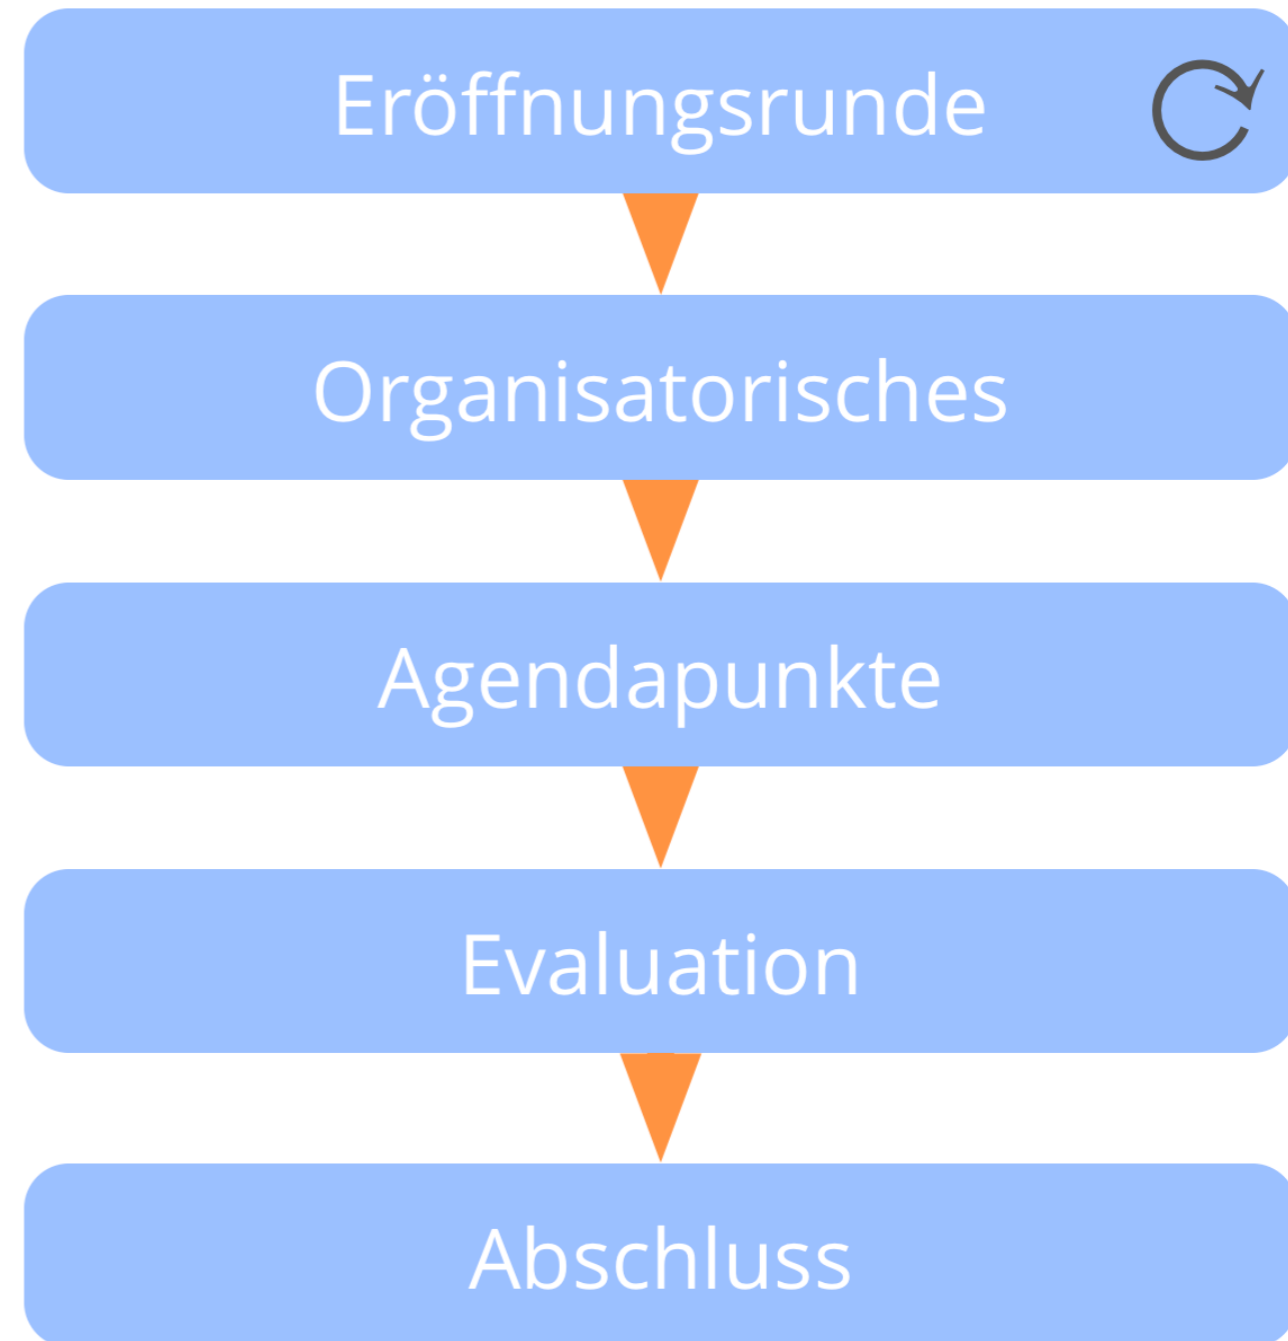 Eröffnungsrunde
Organisatorisches
Agendapunkte
Evaluation
Abschluss